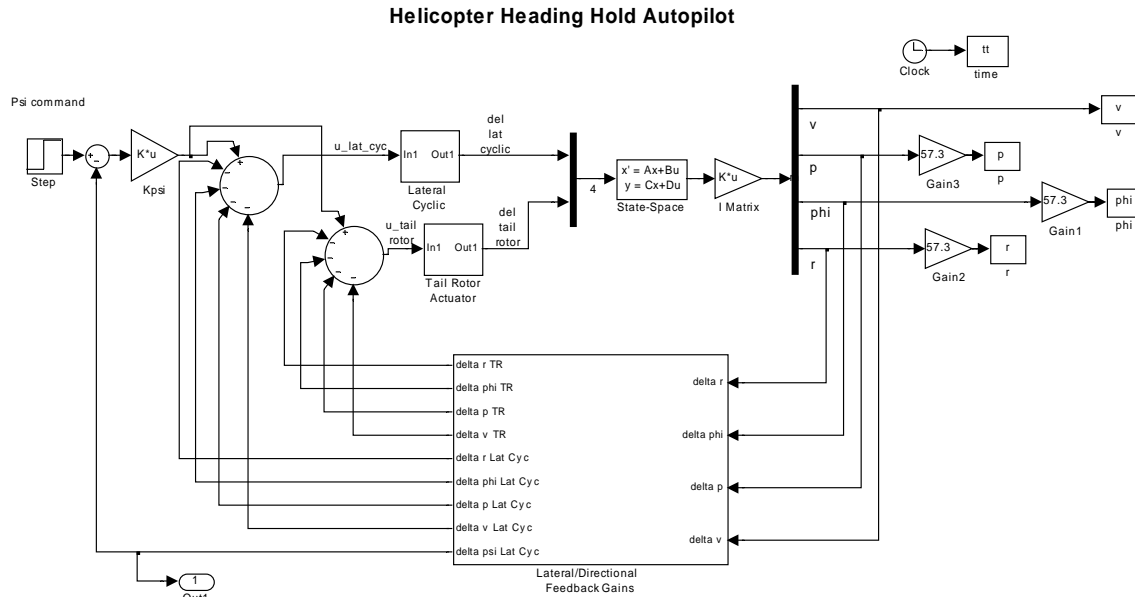 Helicopter Heading Hold Autopilot
tt
Clock
time
Psi command
del
lat
cyclic
v
v
v
Step
+
−
K*u
Kpsi
+
−
−
−
−
u_lat_cyc
In1 Out1
Lateral
Cyclic
4
x' = Ax+Bu
y = Cx+Du
State-Space
K*u
I Matrix
p
57.3
Gain3
p
p
phi
57.3
Gain1
phi
phi
+
−
−
−
−
u_tail
rotor
In1 Out1
Tail Rotor
Actuator
del
tail
rotor
r
57.3
Gain2
r
r
delta r TR
delta phi TR
delta p TR
delta v TR
delta r Lat Cyc
delta phi Lat Cyc
delta p Lat Cyc
delta v Lat Cyc
delta psi Lat Cyc
delta r
delta phi
delta p
delta v
Lateral/Directional
Feedback Gains
1
Out1